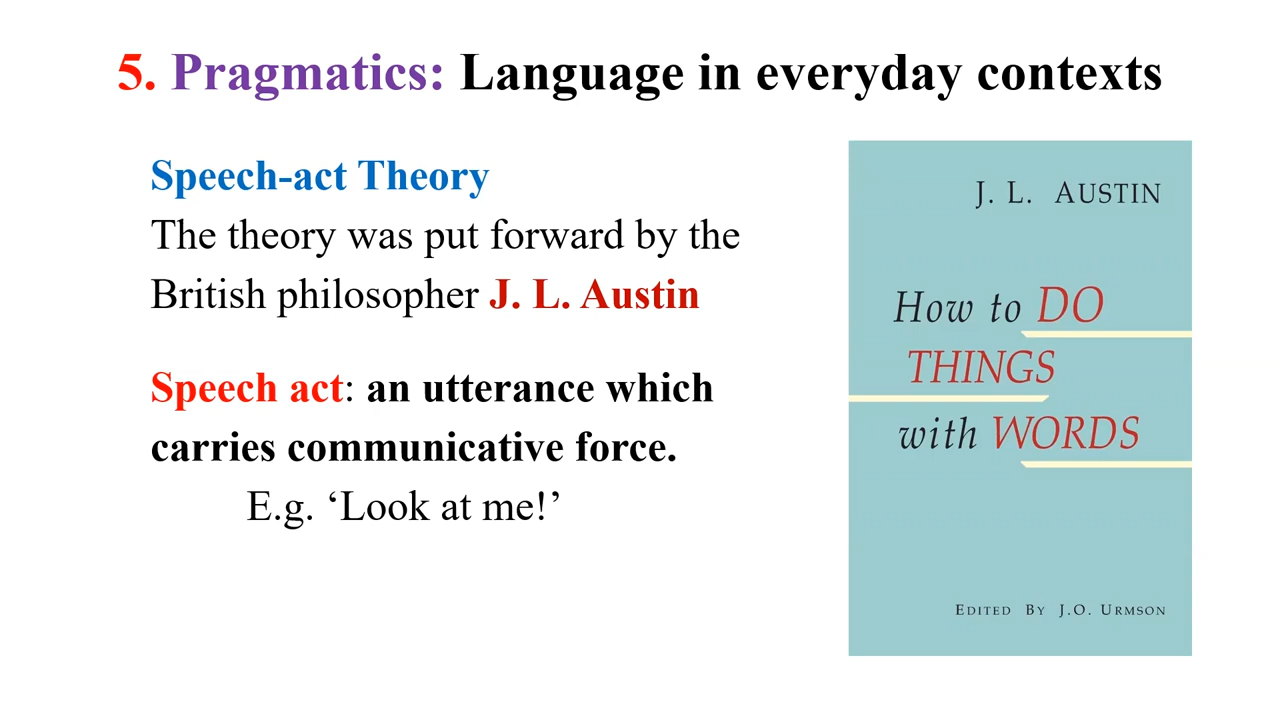 5. Pragmatics: Language in everyday contexts
Speech-act Theory
The theory was put forward by the
British philosopher J. L. Austin
Speech act: an utterance which
carries communicative force.
E.g. ‘Look at me!’
J. L. AUSTIN
How to DO
THINGS
with WORDS
EDITED BY J.O. URMSON